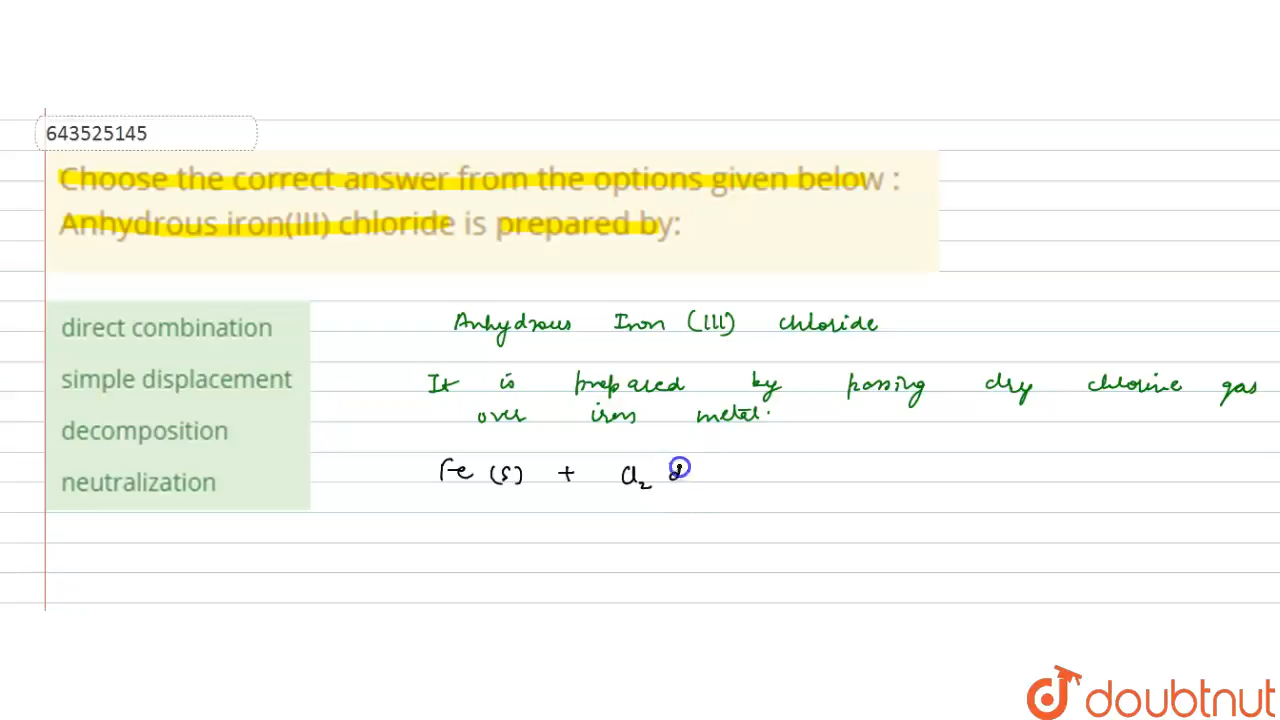 643525145
Choose the correct answer from the options given below :
Anhydrous iron(III) chloride is prepared by:
direct combination
simple displacement
decomposition
neutralization
Anhydrous Iron (III) chloride
It is prepared by passing dry chlorine gas
over iron metal.
Fe (s) + Cl2
doubtnut